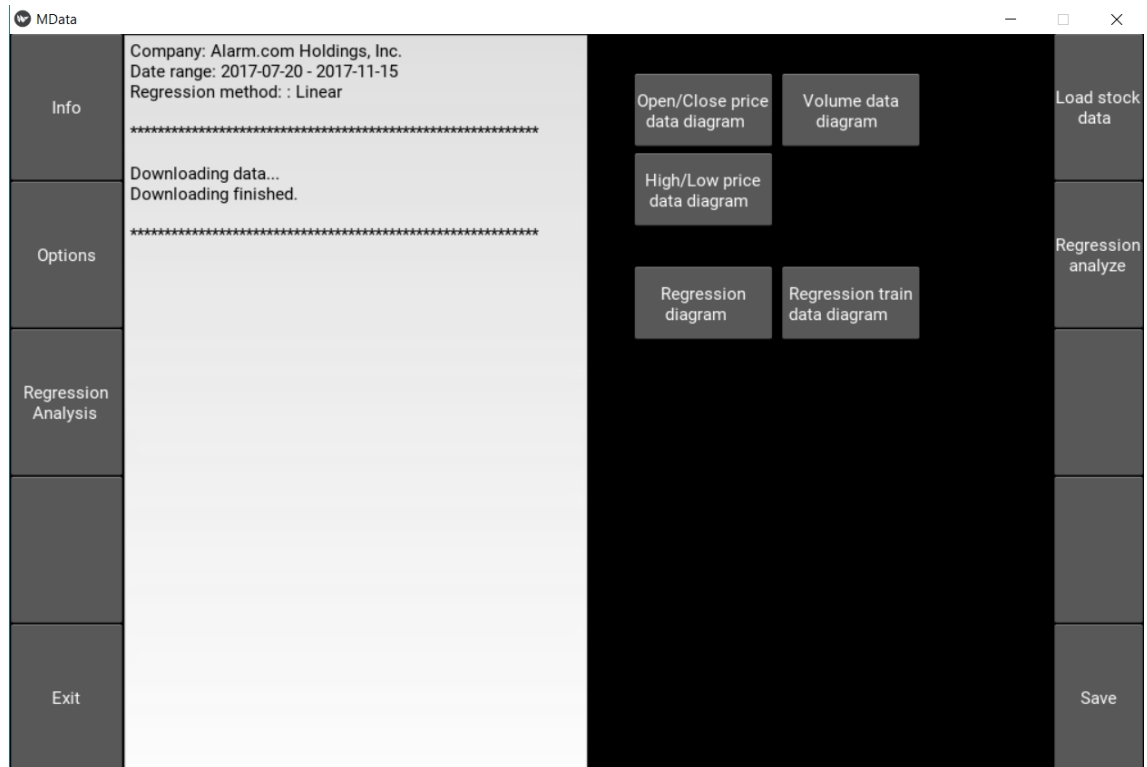 MData
Info
Options
Regression
Analysis
Exit
Company: Alarm.com Holdings, Inc.
Date range: 2017-07-20 - 2017-11-15
Regression method: : Linear
************************************************************
Downloading data...
Downloading finished.
************************************************************
Open/Close price
data diagram
Volume data
diagram
High/Low price
data diagram
Regression
diagram
Regression train
data diagram
Load stock
data
Regression
analyze
Save